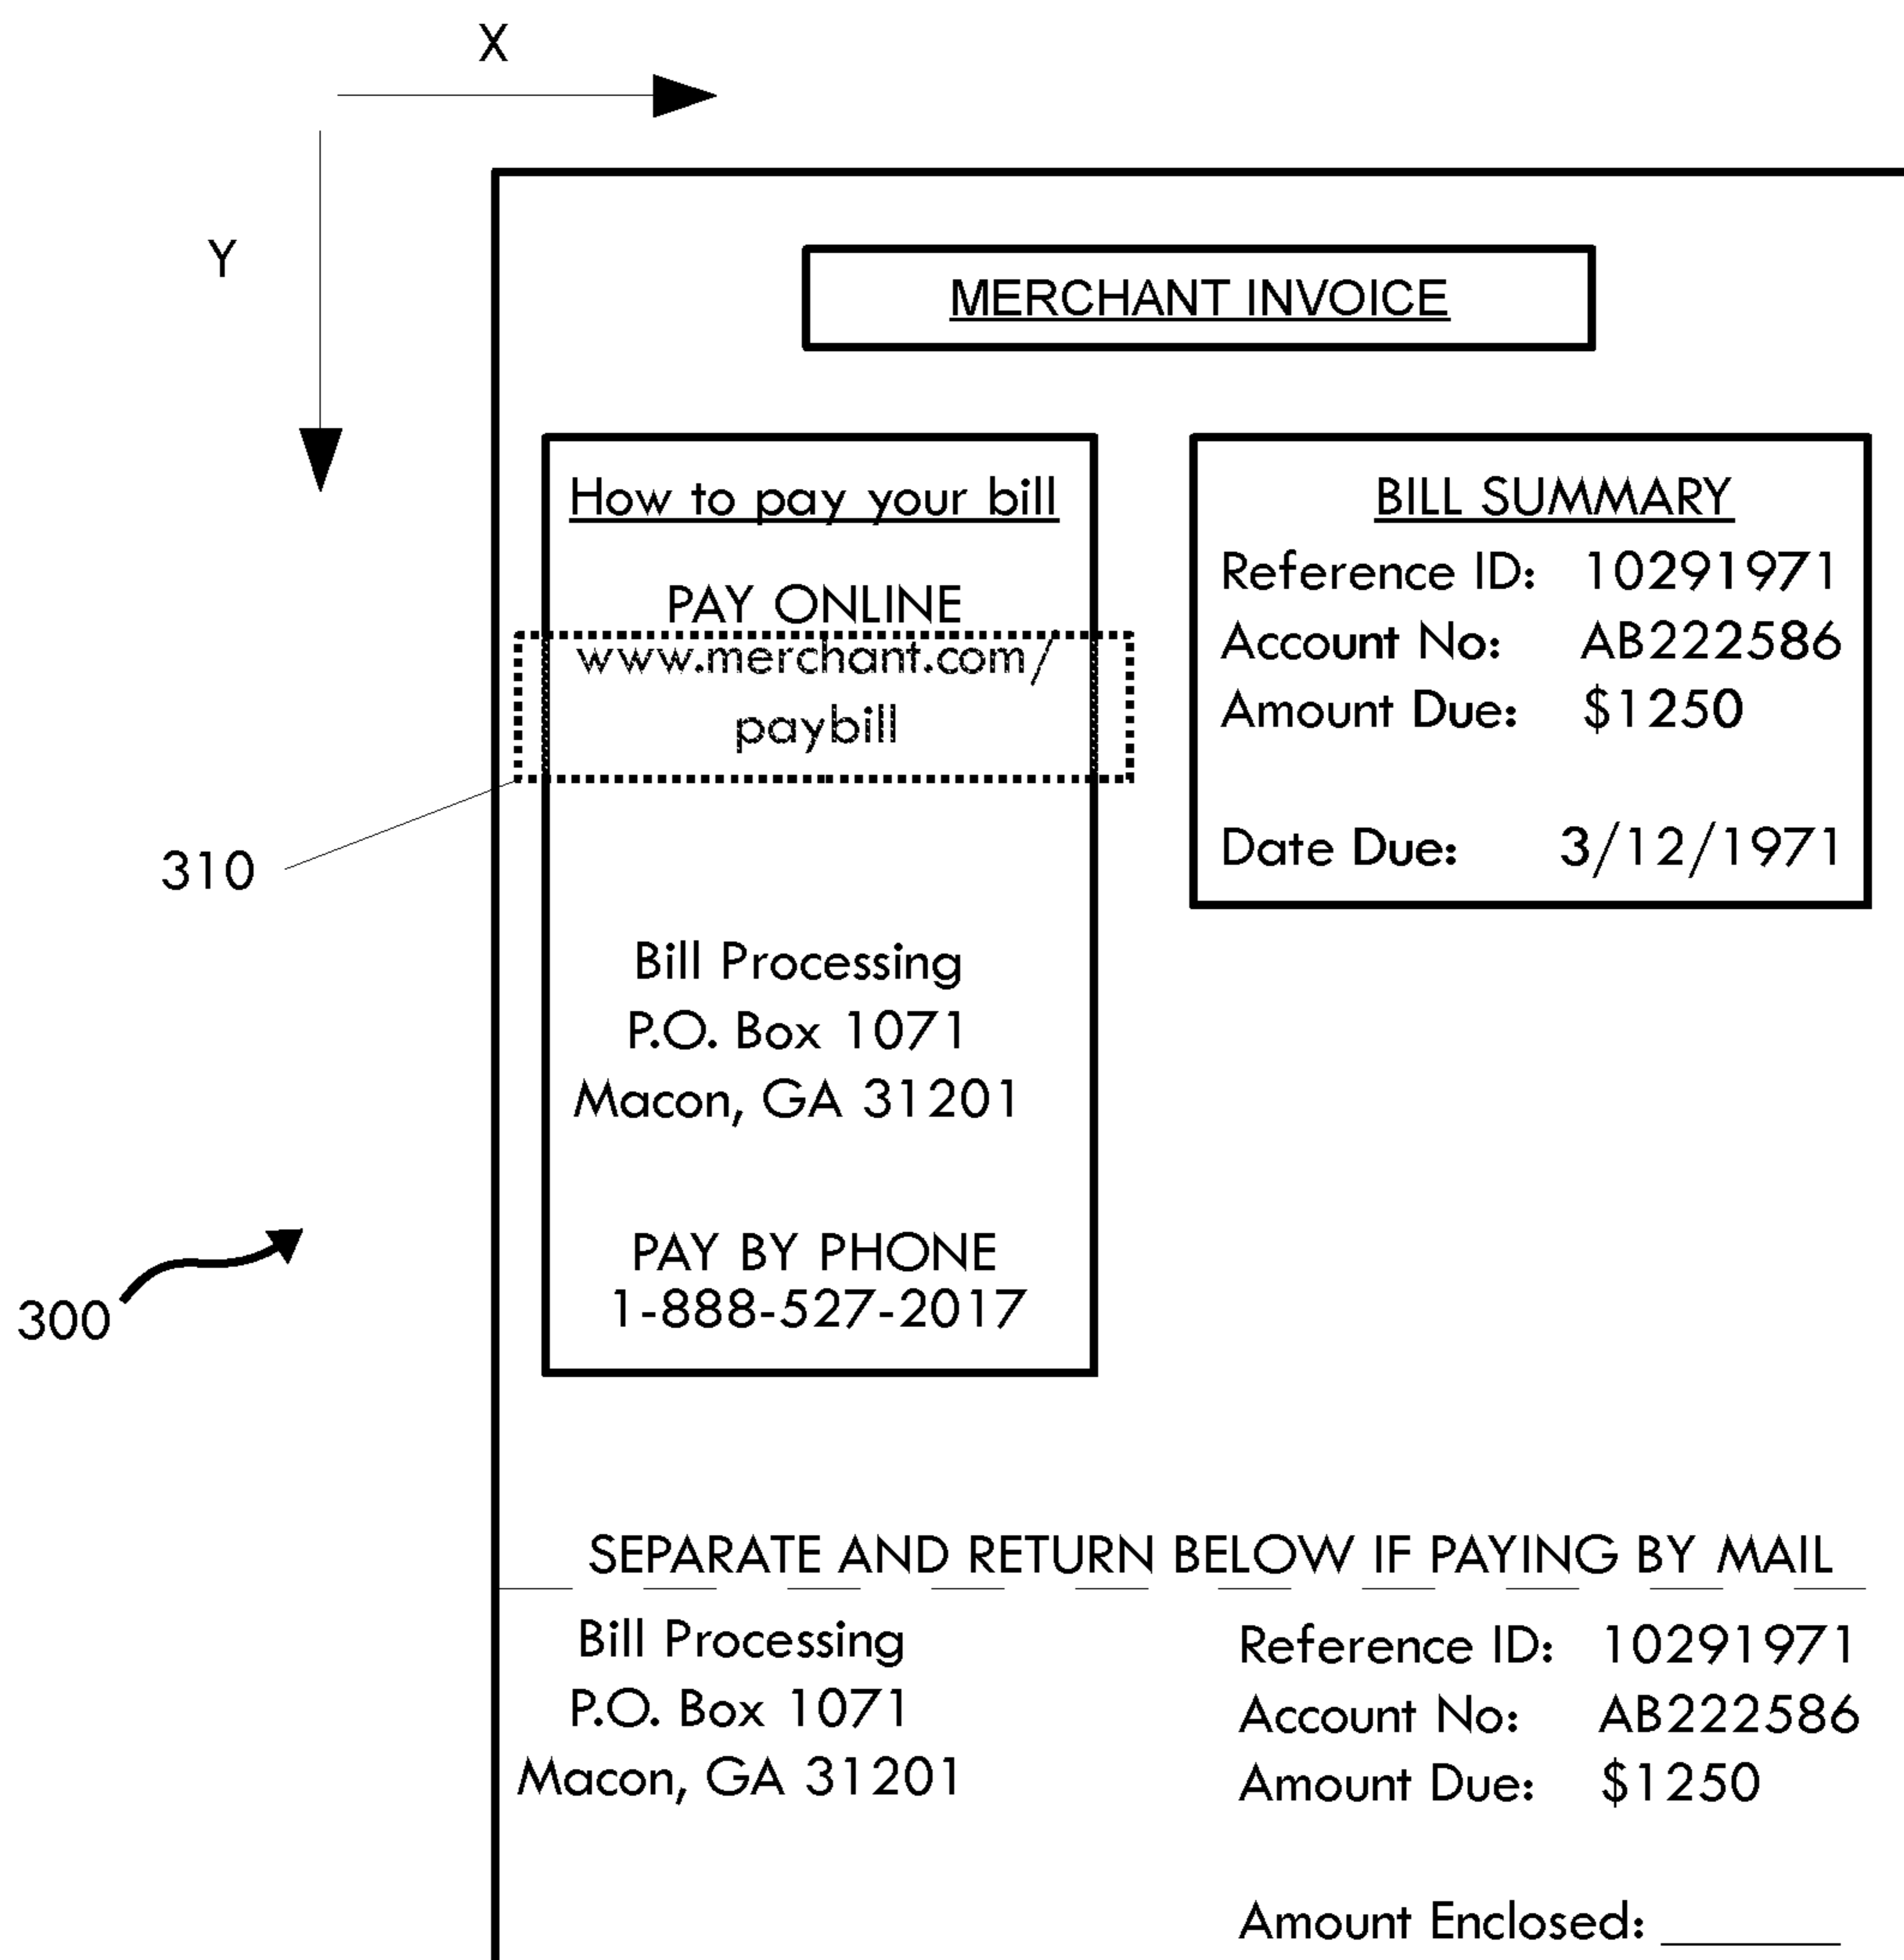 X
Y
MERCHANT INVOICE
How to pay your bill
PAY ONLINE
www.merchant.com/
paybill
310
Bill Processing
P.O. Box 1071
Macon, GA 31201
PAY BY PHONE
1-888-527-2017
300
BILL SUMMARY
Reference ID: 10291971
Account No: AB222586
Amount Due: $1250
Date Due: 3/12/1971
SEPARATE AND RETURN BELOW IF PAYING BY MAIL
Bill Processing
P.O. Box 1071
Macon, GA 31201
Reference ID: 10291971
Account No: AB222586
Amount Due: $1250
Amount Enclosed: